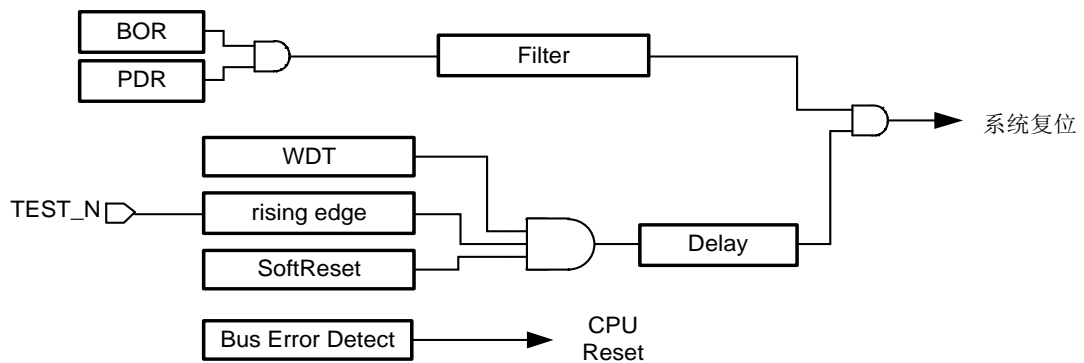 BOR
PDR
Filter
系统复位
WDT
TEST_N
rising edge
Delay
SoftReset
Bus Error Detect
CPU
Reset